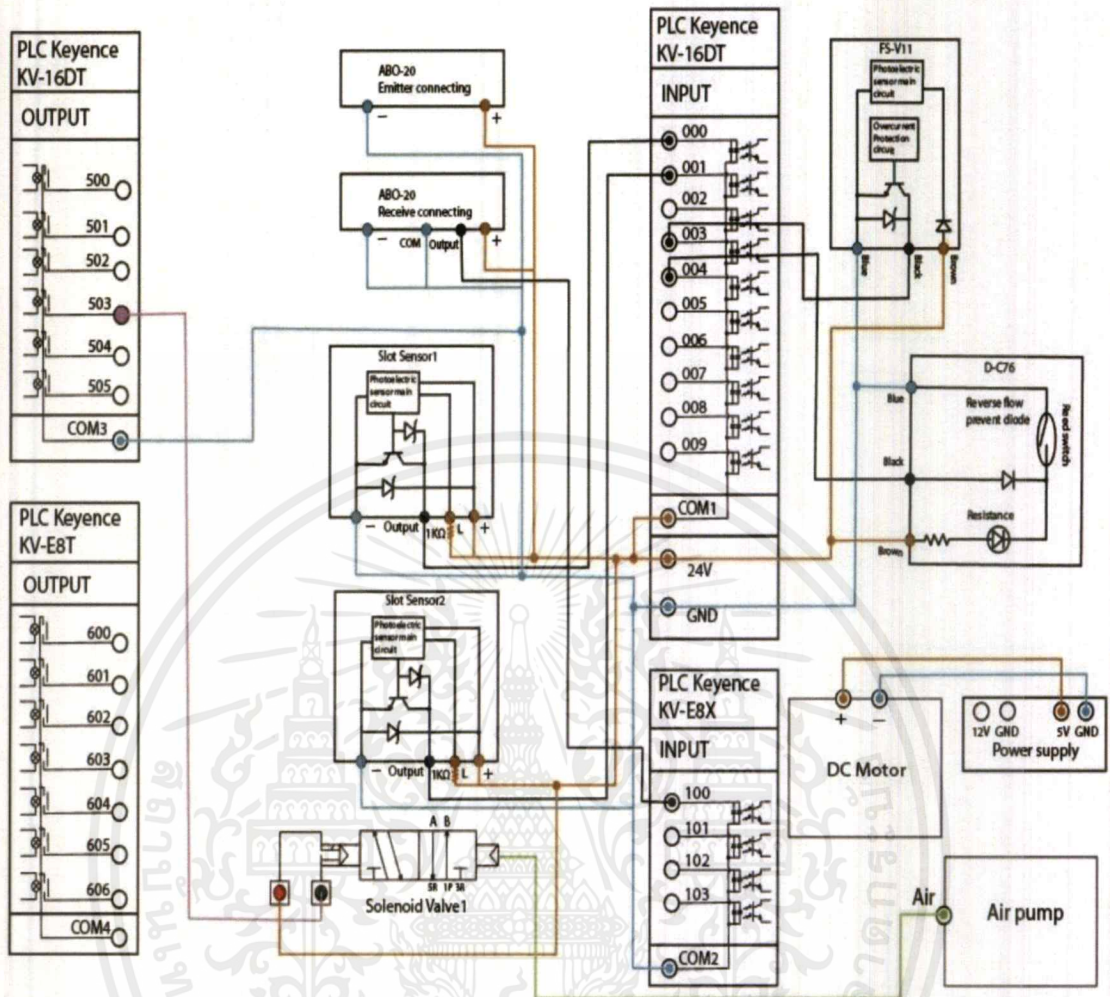 PLC Keyence
KV-16DT
OUTPUT
500
501
502
503
504
505
COM3
PLC Keyence
KV-E8T
OUTPUT
600
601
602
603
604
605
606
COM4
ABO-20
Emitter connecting
−
+
ABO-20
Receive connecting
−
COM
Output
+
Slot Sensor1
Photoelectric
sensor main
circuit
−
Output
1KΩ
L
+
Slot Sensor2
Photoelectric
sensor main
circuit
−
Output
1KΩ
L
+
A B
5R 1P 3R
Solenoid Valve1
PLC Keyence
KV-16DT
INPUT
000
001
002
003
004
005
006
007
008
009
COM1
24V
GND
PLC Keyence
KV-E8X
INPUT
100
101
102
103
COM2
FS-V11
Photoelectric
sensor main
circuit
Overcurrent
Protection
circuit
Blue
Black
Brown
D-C76
Blue
Reverse flow
prevent diode
Reed switch
Black
Resistance
Brown
+
−
DC Motor
12V GND
5V GND
Power supply
Air
Air pump